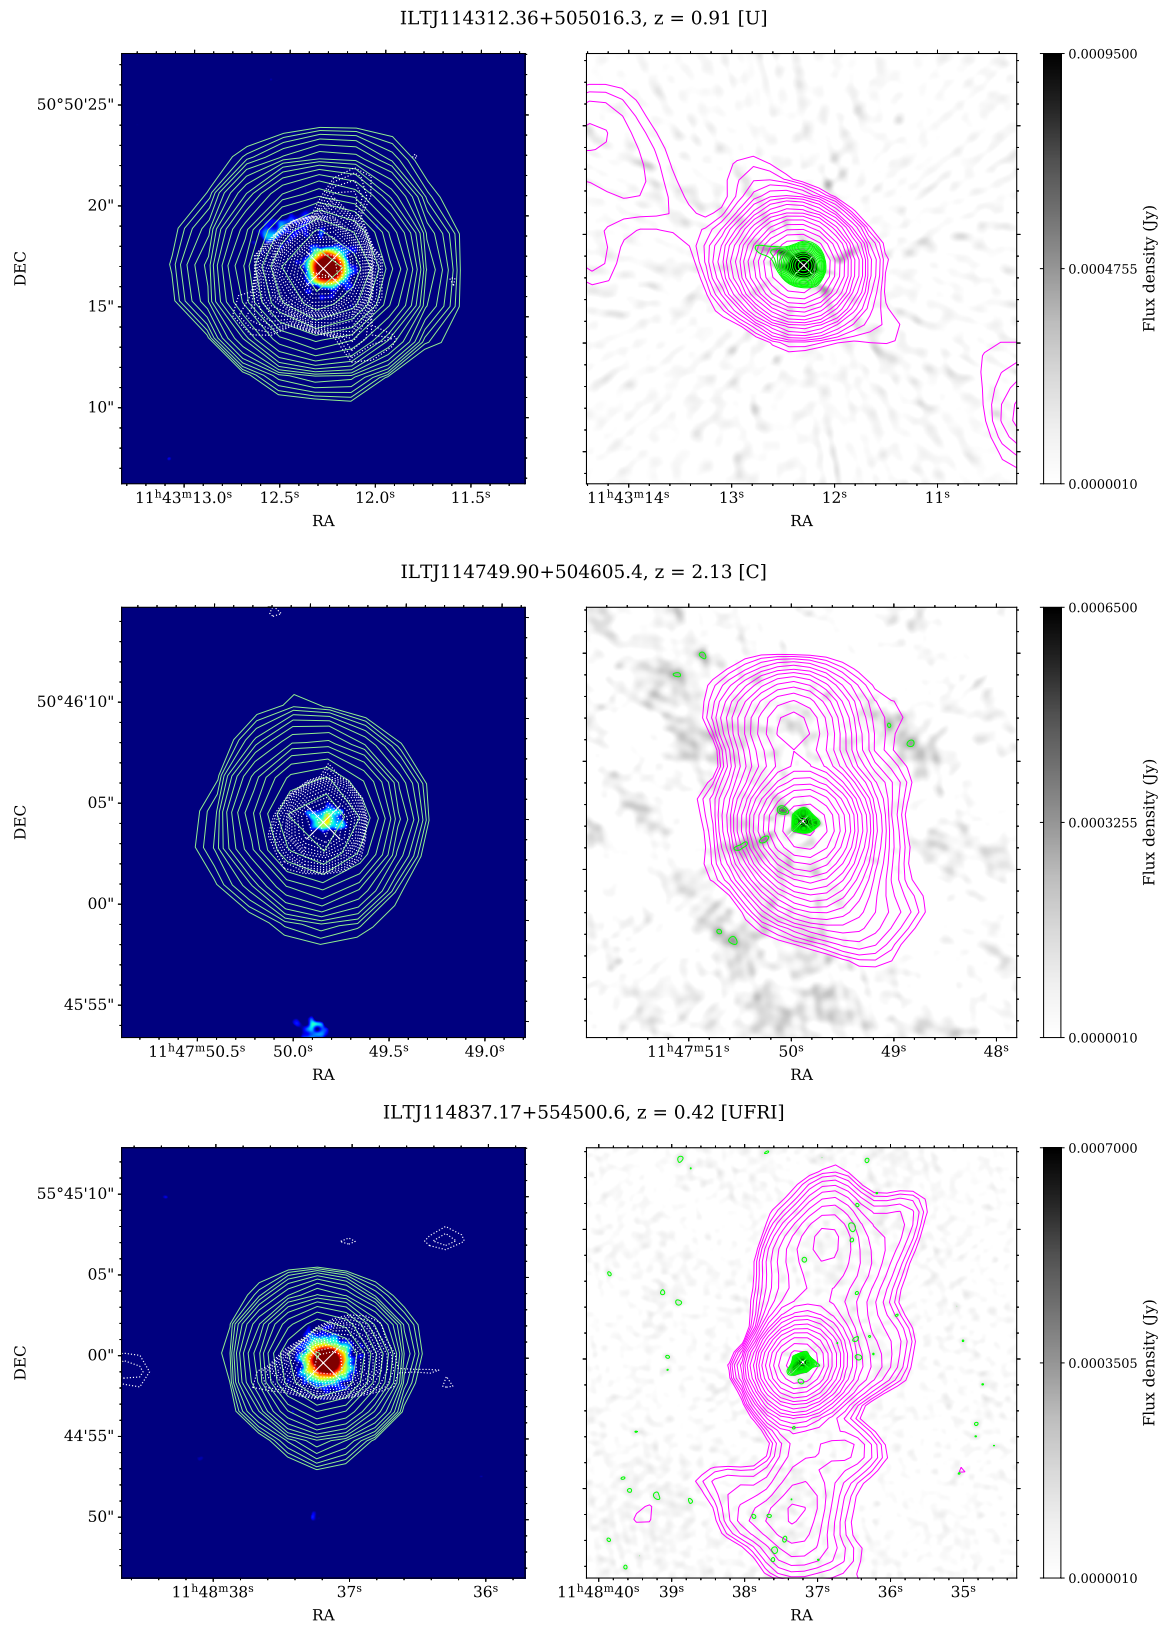 ILTJ114312.36+505016.3, z = 0.91 [U]
50°50'25"
20"
15"
10"
DEC
11ʰ43ᵐ13.0ˢ 12.5ˢ 12.0ˢ 11.5ˢ
RA
11ʰ43ᵐ14ˢ 13ˢ 12ˢ 11ˢ
RA
0.0009500
0.0004755
0.0000010
Flux density (Jy)
ILTJ114749.90+504605.4, z = 2.13 [C]
50°46'10"
05"
00"
45'55"
DEC
11ʰ47ᵐ50.5ˢ 50.0ˢ 49.5ˢ 49.0ˢ
RA
11ʰ47ᵐ51ˢ 50ˢ 49ˢ 48ˢ
RA
0.0006500
0.0003255
0.0000010
Flux density (Jy)
ILTJ114837.17+554500.6, z = 0.42 [UFRI]
55°45'10"
05"
00"
44'55"
50"
DEC
11ʰ48ᵐ38ˢ 37ˢ 36ˢ
RA
11ʰ48ᵐ40ˢ 39ˢ 38ˢ 37ˢ 36ˢ 35ˢ
RA
0.0007000
0.0003505
0.0000010
Flux density (Jy)